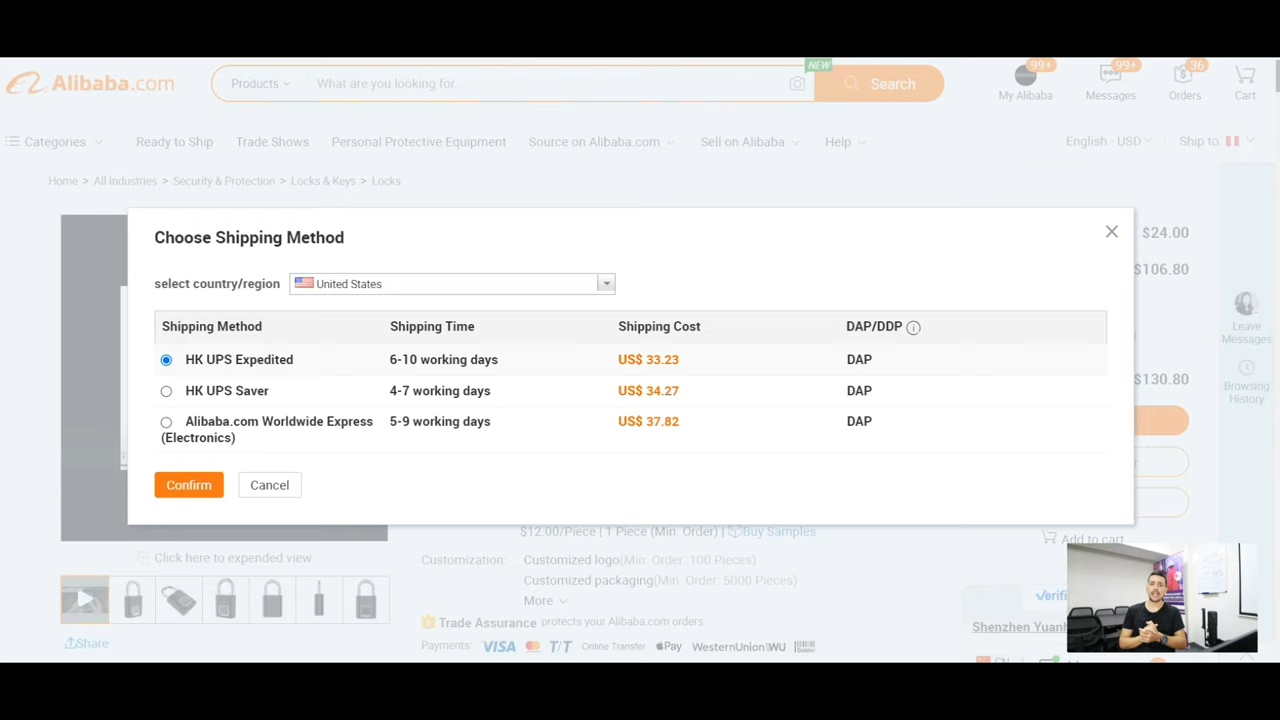 Alibaba.com
Products
What are you looking for...
NEW
Search
99+
My Alibaba
99+
Messages
36
Orders
Cart
Categories
Ready to Ship
Trade Shows
Personal Protective Equipment
Source on Alibaba.com
Sell on Alibaba
Help
English - USD
Ship to:
Home > All Industries > Security & Protection > Locks & Keys > Locks
$24.00
$106.80
$130.80
Leave
Messages
Browsing
History
Choose Shipping Method
select country/region
United States
Shipping Method Shipping Time Shipping Cost DAP/DDP
HK UPS Expedited 6-10 working days US$ 33.23 DAP
HK UPS Saver 4-7 working days US$ 34.27 DAP
Alibaba.com Worldwide Express 5-9 working days US$ 37.82 DAP
(Electronics)
Confirm
Cancel
$12.00/Piece | 1 Piece (Min. Order) | Buy Samples
Add to cart
Click here to expended view
Customization: Customized logo(Min. Order: 100 Pieces)
Customized packaging(Min. Order: 5000 Pieces)
More
Share
Trade Assurance protects your Alibaba.com orders
Payments: VISA T/T Online Transfer Pay WesternUnion WU Boleto
Verifi
Shenzhen Yuanh
CN